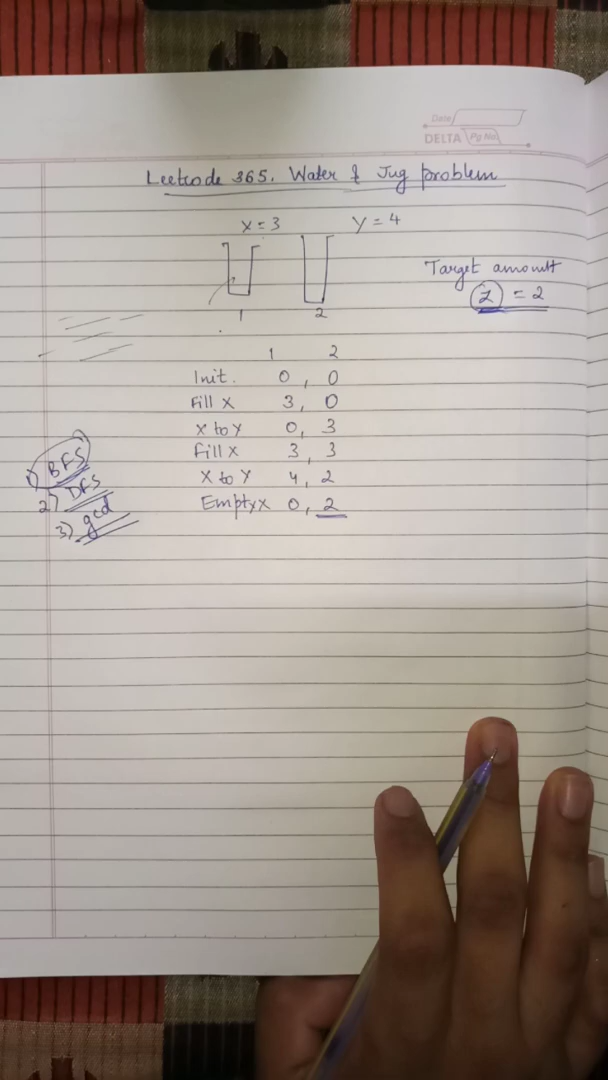 Date
DELTA Pg No.
Leetcode 365. Water & Jug problem
X = 3 Y = 4
Target amount
Z = 2
1 2
1 2
Init. 0, 0
Fill X 3, 0
X to Y 0, 3
Fill X 3, 3
X to Y 4, 2
Empty x 0, 2
1) BFS
2) DFS
3) gcd